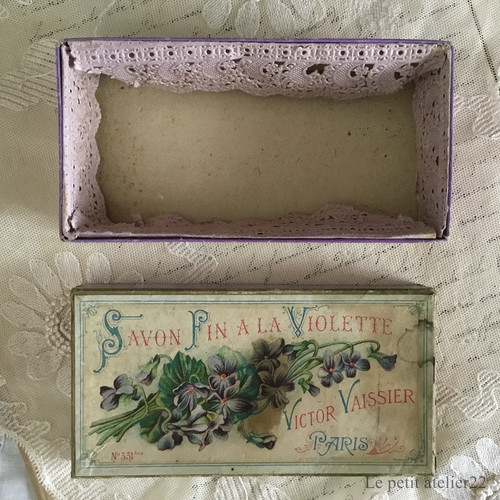 SAVON FIN A LA VIOLETTE
VICTOR VAISSIER
PARIS
Le petit atelier22